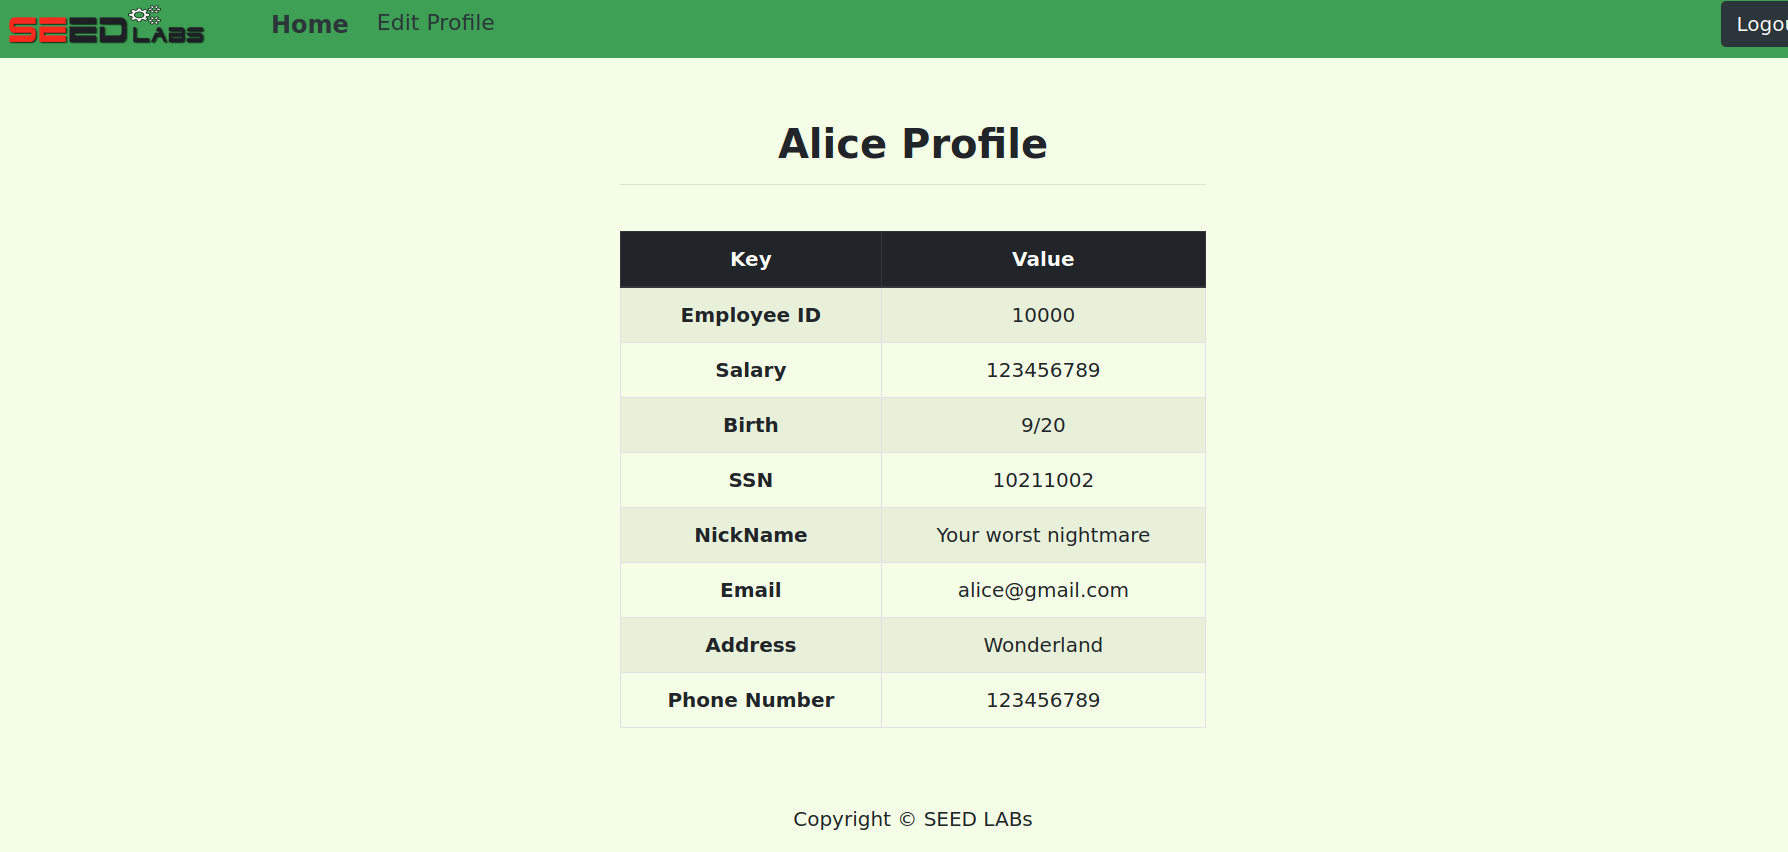 SEED LABS Home Edit Profile Logou
Alice Profile
Key Value
Employee ID 10000
Salary 123456789
Birth 9/20
SSN 10211002
NickName Your worst nightmare
Email alice@gmail.com
Address Wonderland
Phone Number 123456789
Copyright © SEED LABs